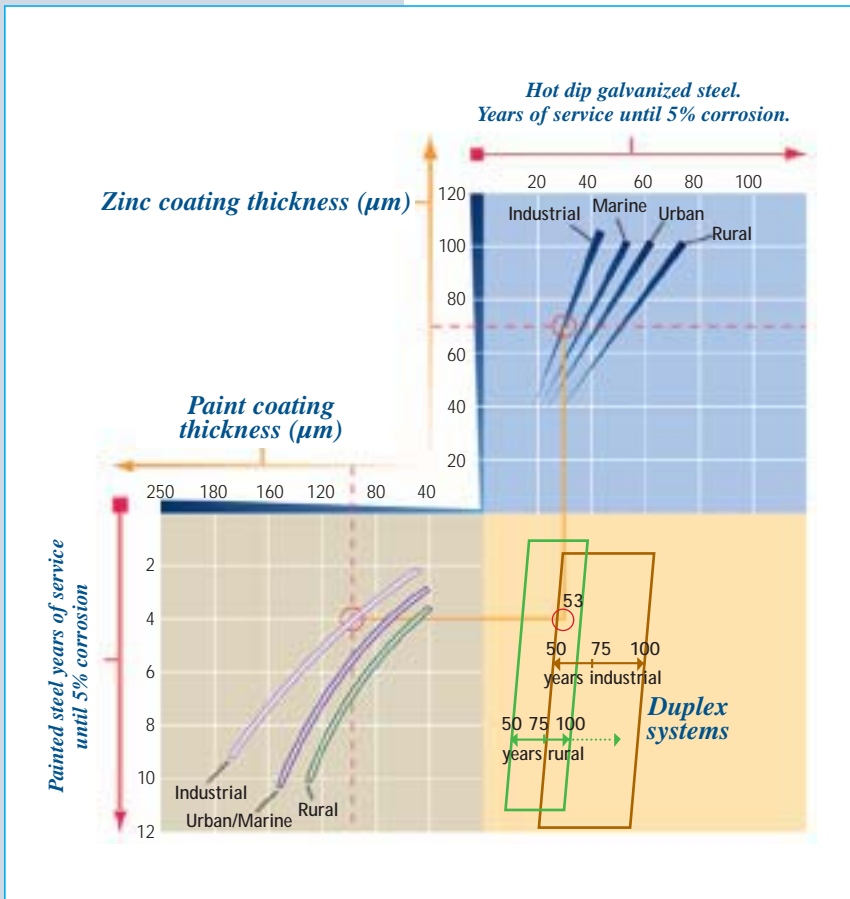 Hot dip galvanized steel.
Years of service until 5% corrosion.
Zinc coating thickness (µm)
20 40 60 80 100
120
Industrial Marine Urban
Rural
100
80
60
40
20
Paint coating
thickness (µm)
250 180 160 120 80 40
Painted steel years of service
until 5% corrosion
2
4
6
8
10
12
Industrial
Urban/Marine
Rural
53
50 75 100
years industrial
50 75 100
years rural
Duplex
systems